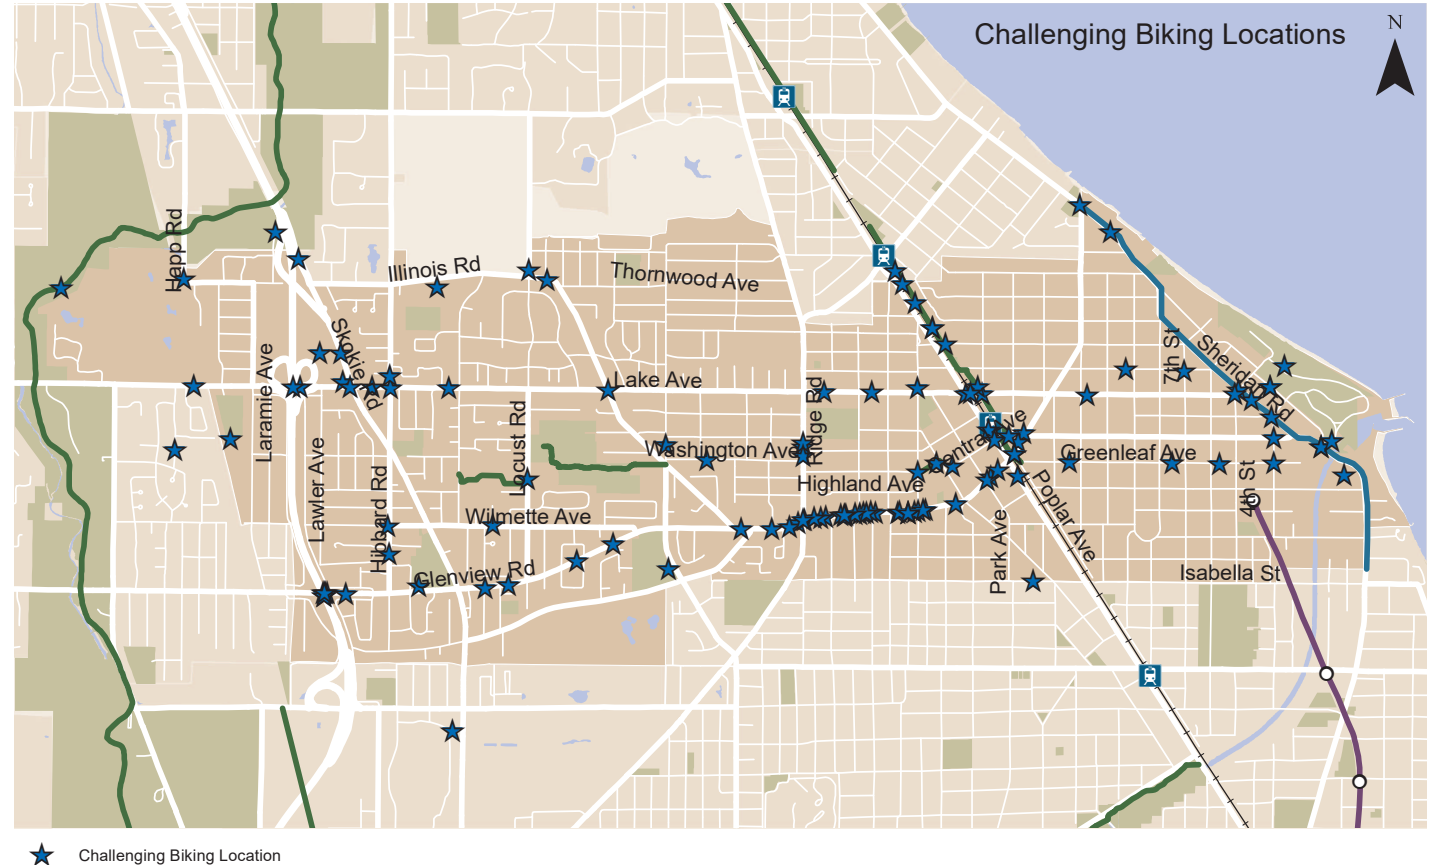 Challenging Biking Locations
N
Happ Rd
Illinois Rd
Thornwood Ave
Skokie Rd
Laramie Ave
Lake Ave
7th St
Sheridan Rd
Ridge Rd
Locust Rd
Washington Ave
Central Ave
Greenleaf Ave
Lawler Ave
Hibbard Rd
Highland Ave
4th St
Poplar Ave
Wilmette Ave
Park Ave
Glenview Rd
Isabella St
Challenging Biking Location